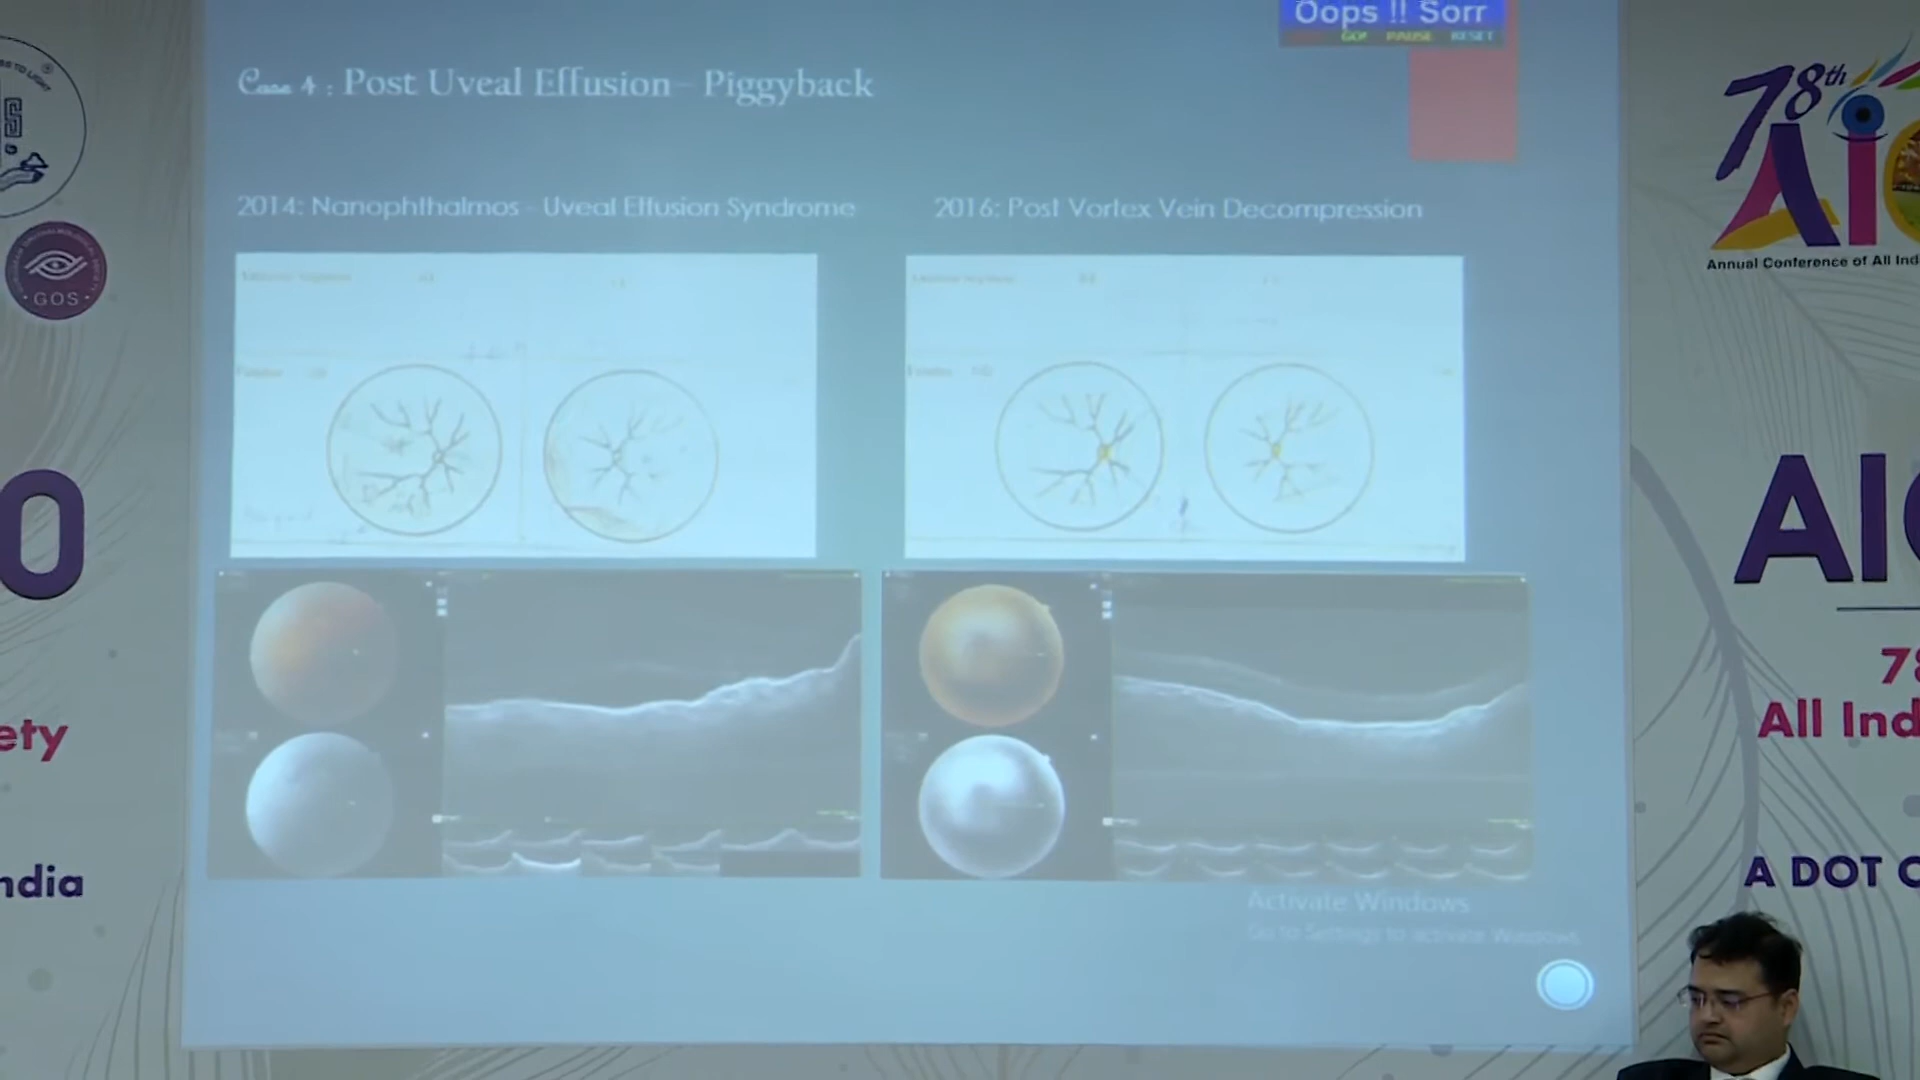 Oops !! Sorr
GO! PAUSE RESET
Case 4 : Post Uveal Effusion – Piggyback
2014: Nanophthalmos - Uveal Effusion Syndrome
2016: Post Vortex Vein Decompression
Activate Windows
Go to Settings to activate Windows.
GOS
0
ety
ndia
78th
AIO
Annual Conference of All Ind
AIO
78
All Ind
A DOT O